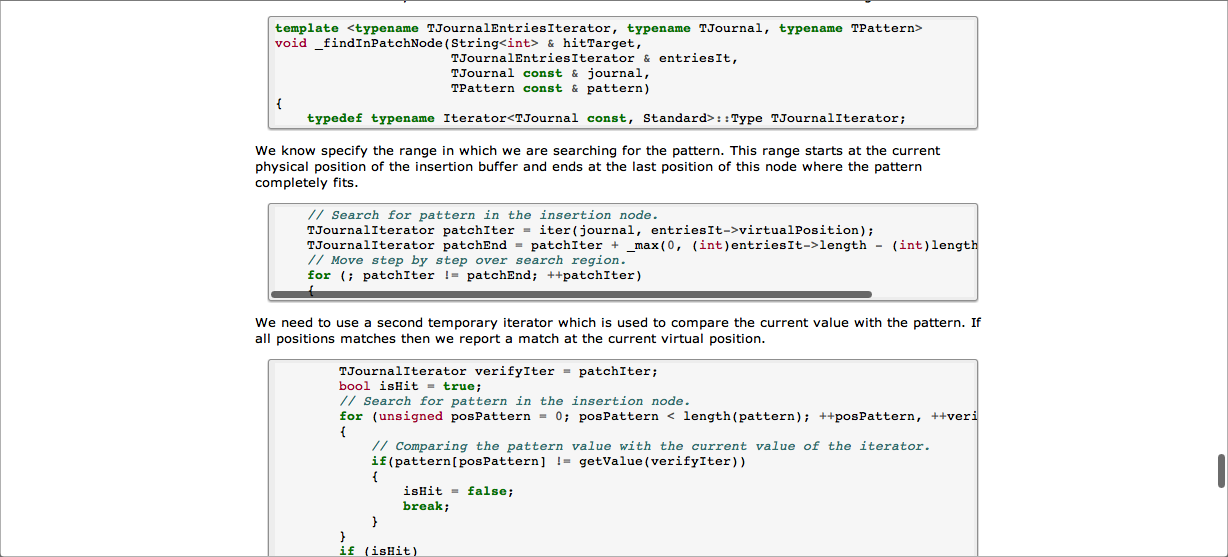 template <typename TJournalEntriesIterator, typename TJournal, typename TPattern>
void _findInPatchNode(String<int> & hitTarget,
                      TJournalEntriesIterator & entriesIt,
                      TJournal const & journal,
                      TPattern const & pattern)
{
    typedef typename Iterator<TJournal const, Standard>::Type TJournalIterator;
We know specify the range in which we are searching for the pattern. This range starts at the current
physical position of the insertion buffer and ends at the last position of this node where the pattern
completely fits.
    // Search for pattern in the insertion node.
    TJournalIterator patchIter = iter(journal, entriesIt->virtualPosition);
    TJournalIterator patchEnd = patchIter + _max(0, (int)entriesIt->length - (int)length
    // Move step by step over search region.
    for (; patchIter != patchEnd; ++patchIter)
    {
We need to use a second temporary iterator which is used to compare the current value with the pattern. If
all positions matches then we report a match at the current virtual position.
        TJournalIterator verifyIter = patchIter;
        bool isHit = true;
        // Search for pattern in the insertion node.
        for (unsigned posPattern = 0; posPattern < length(pattern); ++posPattern, ++veri
        {
            // Comparing the pattern value with the current value of the iterator.
            if(pattern[posPattern] != getValue(verifyIter))
            {
                isHit = false;
                break;
            }
        }
        if (isHit)